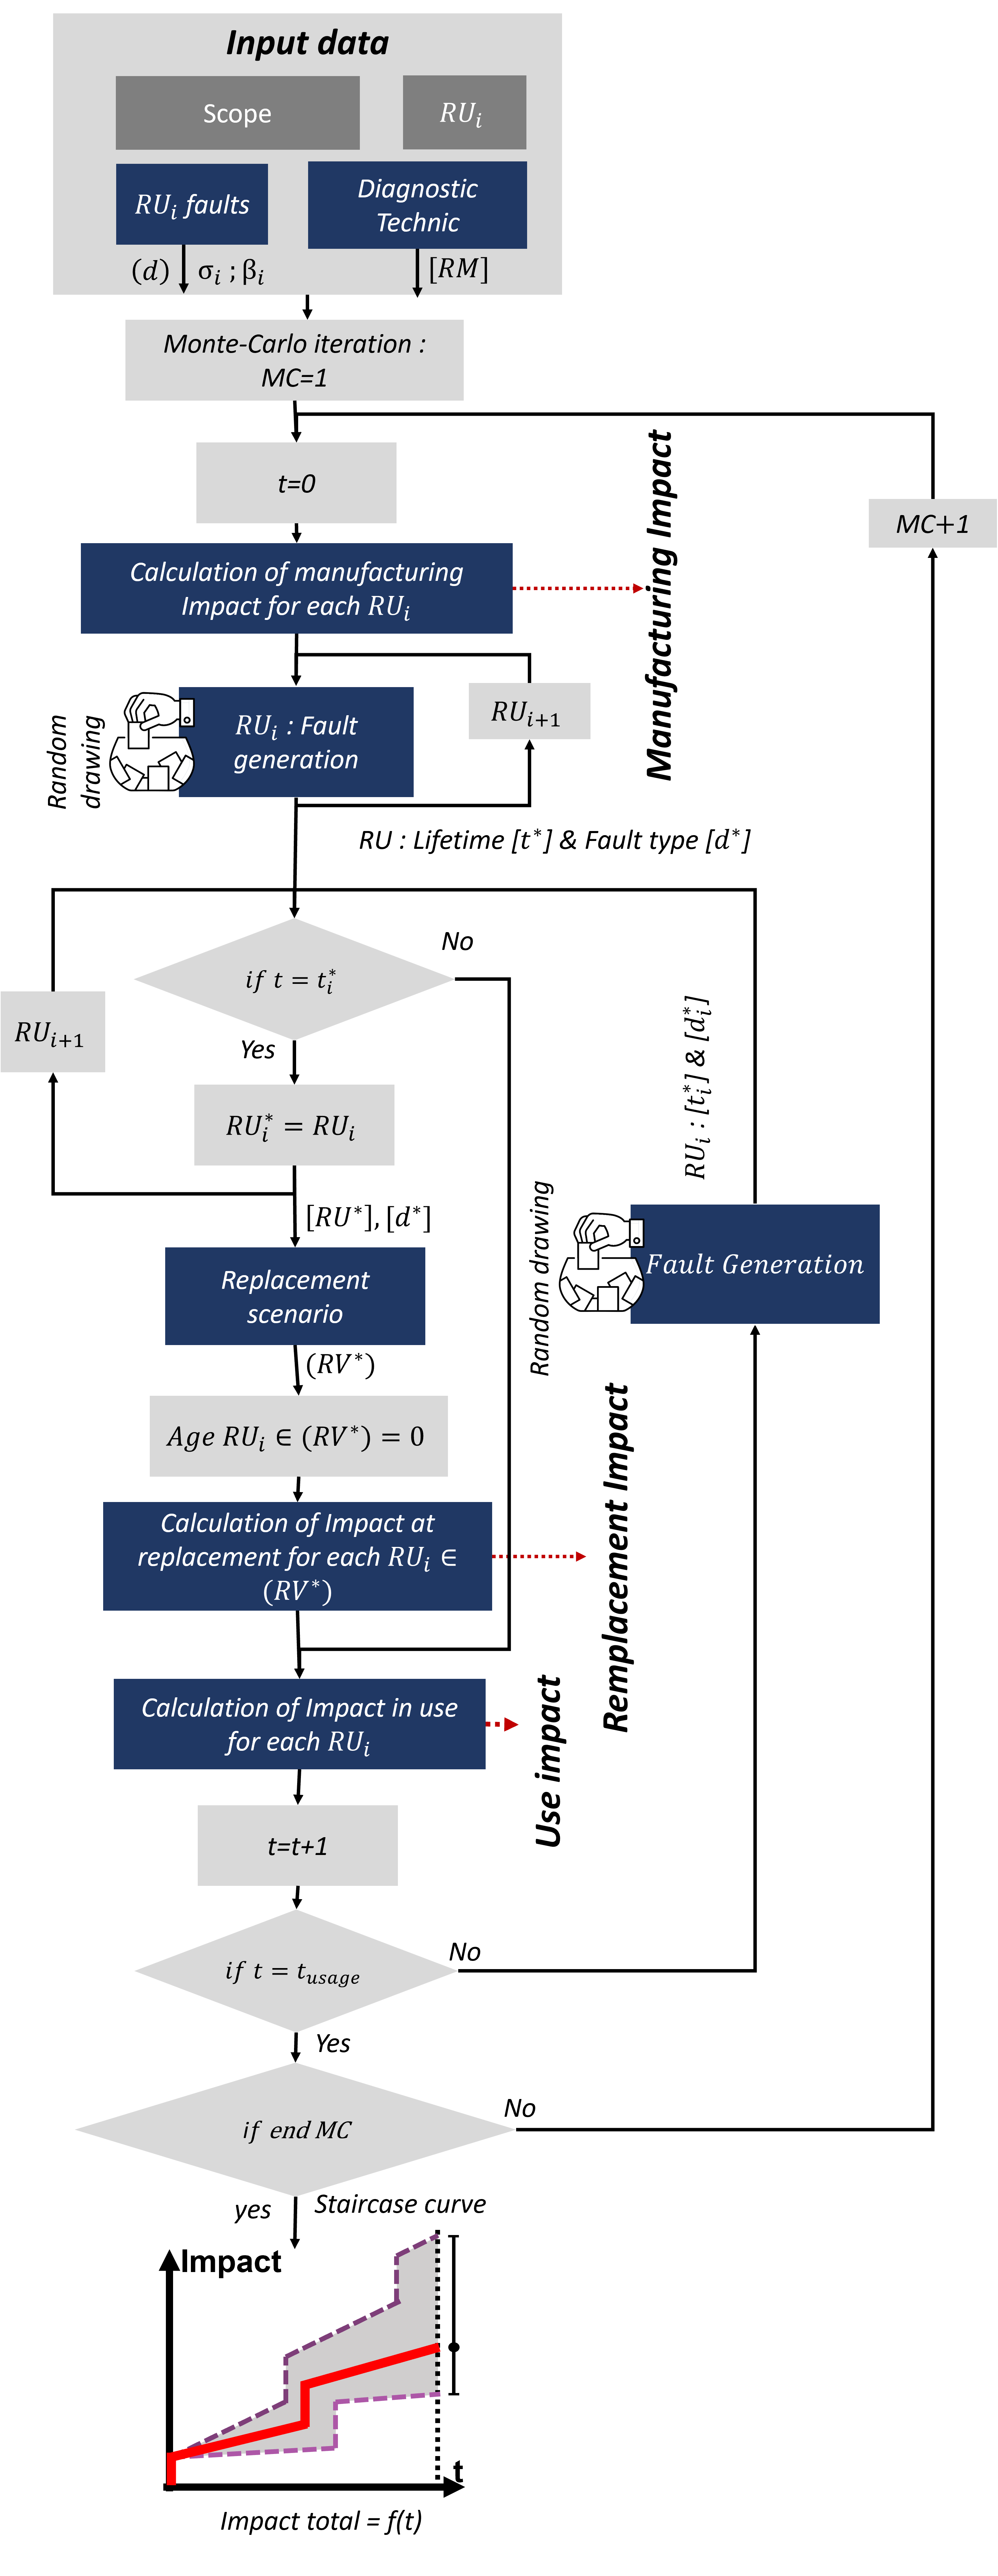 Input data
Scope
RU_i
RU_i faults
Diagnostic
Technic
(d) σ_i ; β_i
[RM]
Monte-Carlo iteration :
MC=1
t=0
MC+1
Calculation of manufacturing
Impact for each RU_i
Manufacturing Impact
Random
drawing
RU_i : Fault
generation
RU_{i+1}
RU : Lifetime [t*] & Fault type [d*]
if t = t_i^*
No
Yes
RU_{i+1}
RU_i^* = RU_i
RU_i : [t_i^*] & [d_i^*]
[RU*], [d*]
Random drawing
Fault Generation
Replacement
scenario
(RV*)
Age RU_i ∈ (RV*) = 0
Calculation of Impact at
replacement for each RU_i ∈
(RV*)
Remplacement Impact
Calculation of Impact in use
for each RU_i
Use impact
t=t+1
if t = t_{usage}
No
Yes
if end MC
No
yes
Staircase curve
Impact
t
Impact total = f(t)